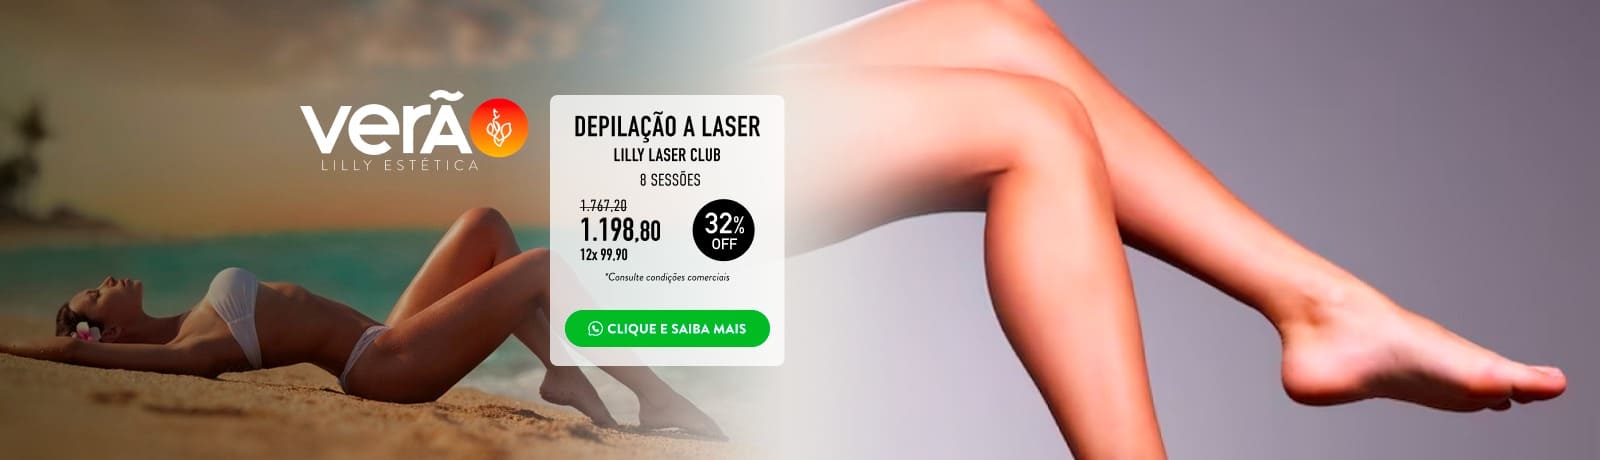 verão
LILLY ESTÉTICA
DEPILAÇÃO A LASER
LILLY LASER CLUB
8 SESSÕES
1.767,20
1.198,80
12x 99,90
32% OFF
*Consulte condições comerciais
CLIQUE E SAIBA MAIS